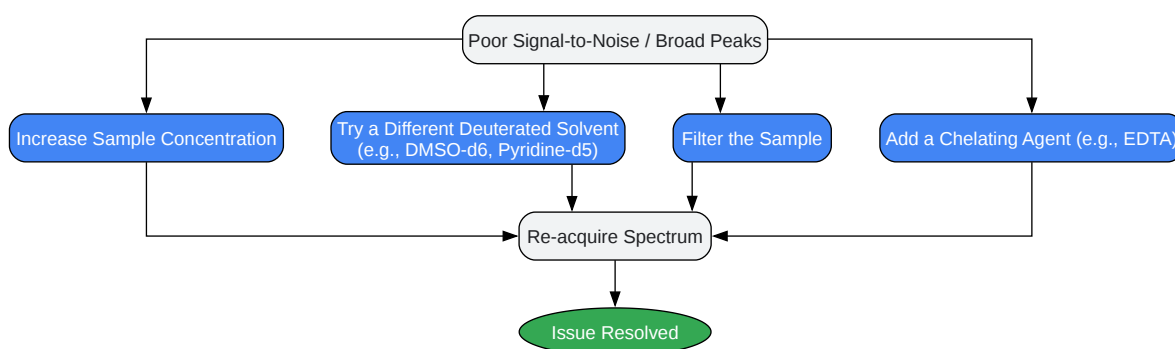 Poor Signal-to-Noise / Broad Peaks
Increase Sample Concentration
Try a Different Deuterated Solvent
(e.g., DMSO-d6, Pyridine-d5)
Filter the Sample
Add a Chelating Agent (e.g., EDTA)
Re-acquire Spectrum
Issue Resolved